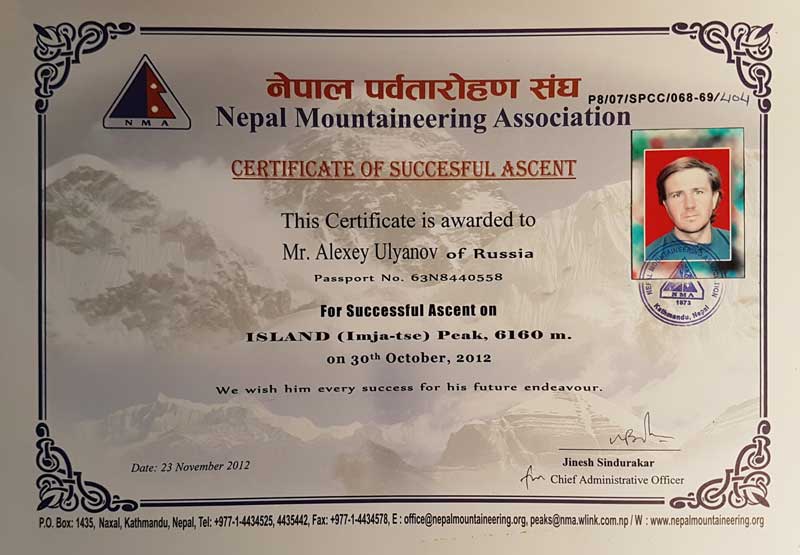 नेपाल पर्वतारोहण संघ
P8/07/SPCC/068-69/404
NMA
Nepal Mountaineering Association
CERTIFICATE OF SUCCESFUL ASCENT
This Certificate is awarded to
Mr. Alexey Ulyanov of Russia
Passport No. 63N8440558
For Successful Ascent on
ISLAND (Imja-tse) Peak, 6160 m.
on 30th October, 2012
We wish him every success for his future endeavour.
NEPAL MOUNTAINEERING ASSOCIATION
NMA
1973
Kathmandu, Nepal
Date: 23 November 2012
Jinesh Sindurakar
for Chief Administrative Officer
P.O. Box: 1435, Naxal, Kathmandu, Nepal, Tel: +977-1-4434525, 4435442, Fax: +977-1-4434578, E : office@nepalmountaineering.org, peaks@nma.wlink.com.np / W : www.nepalmountaineering.org